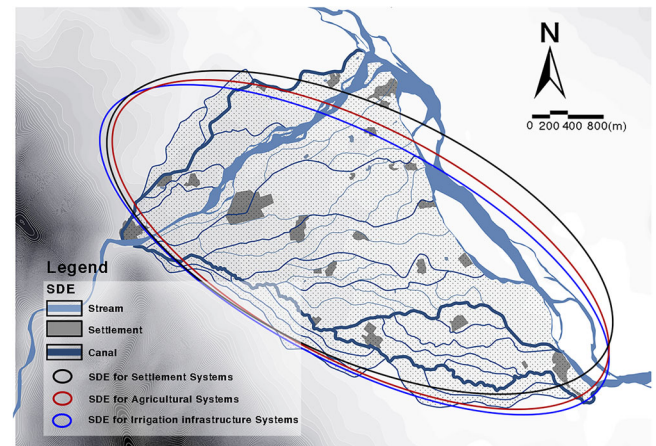 N
0 200 400 800(m)
Legend
SDE
Stream
Settlement
Canal
SDE for Settlement Systems
SDE for Agricultural Systems
SDE for Irrigation infrastructure Systems